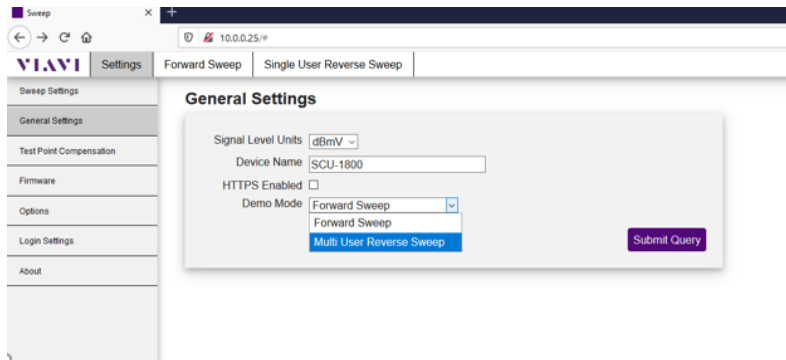 Sweep
10.0.0.25/#
VIAVI Settings Forward Sweep Single User Reverse Sweep
Sweep Settings
General Settings
Test Point Compensation
Firmware
Options
Login Settings
About
General Settings
Signal Level Units dBmV
Device Name SCU-1800
HTTPS Enabled
Demo Mode Forward Sweep
Forward Sweep
Multi User Reverse Sweep
Submit Query